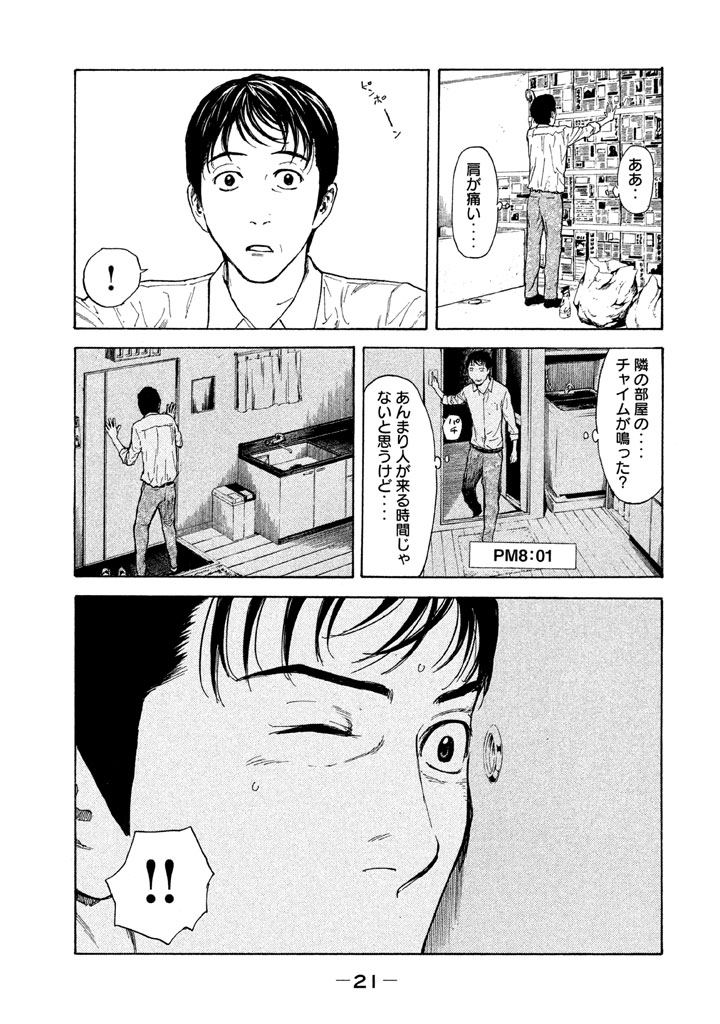 ああ‥
肩が痛い‥‥
ピンポーン
！
隣の部屋の‥‥
チャイムが鳴った？
あんまり人が来る時間じゃ
ないと思うけど‥‥
PM8:01
！！
－21－